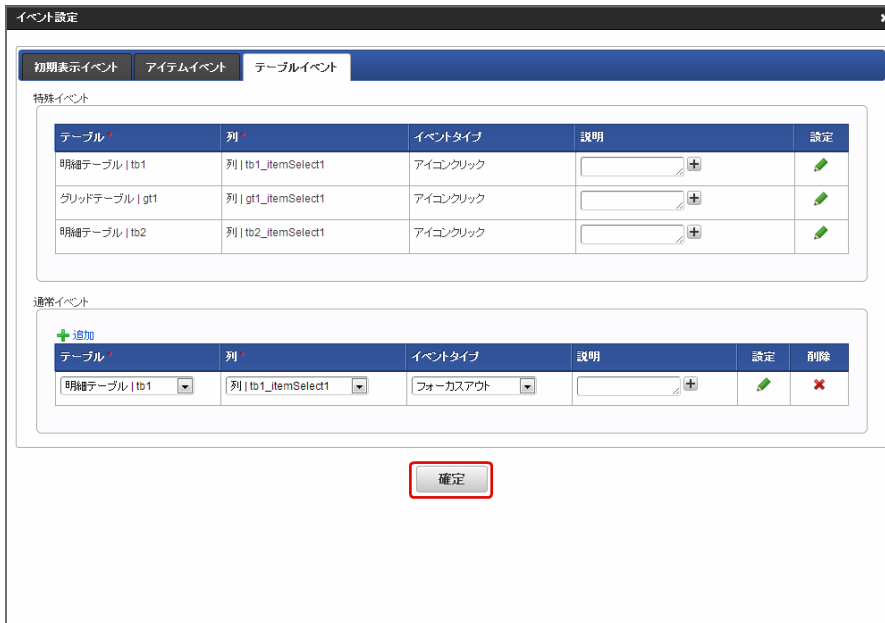 イベント設定
初期表示イベント アイテムイベント テーブルイベント
特殊イベント
テーブル * 列 * イベントタイプ 説明 設定
明細テーブル | tb1 列 | tb1_itemSelect1 アイコンクリック
グリッドテーブル | gt1 列 | gt1_itemSelect1 アイコンクリック
明細テーブル | tb2 列 | tb2_itemSelect1 アイコンクリック
通常イベント
追加
テーブル * 列 * イベントタイプ 説明 設定 削除
明細テーブル | tb1 列 | tb1_itemSelect1 フォーカスアウト
確定